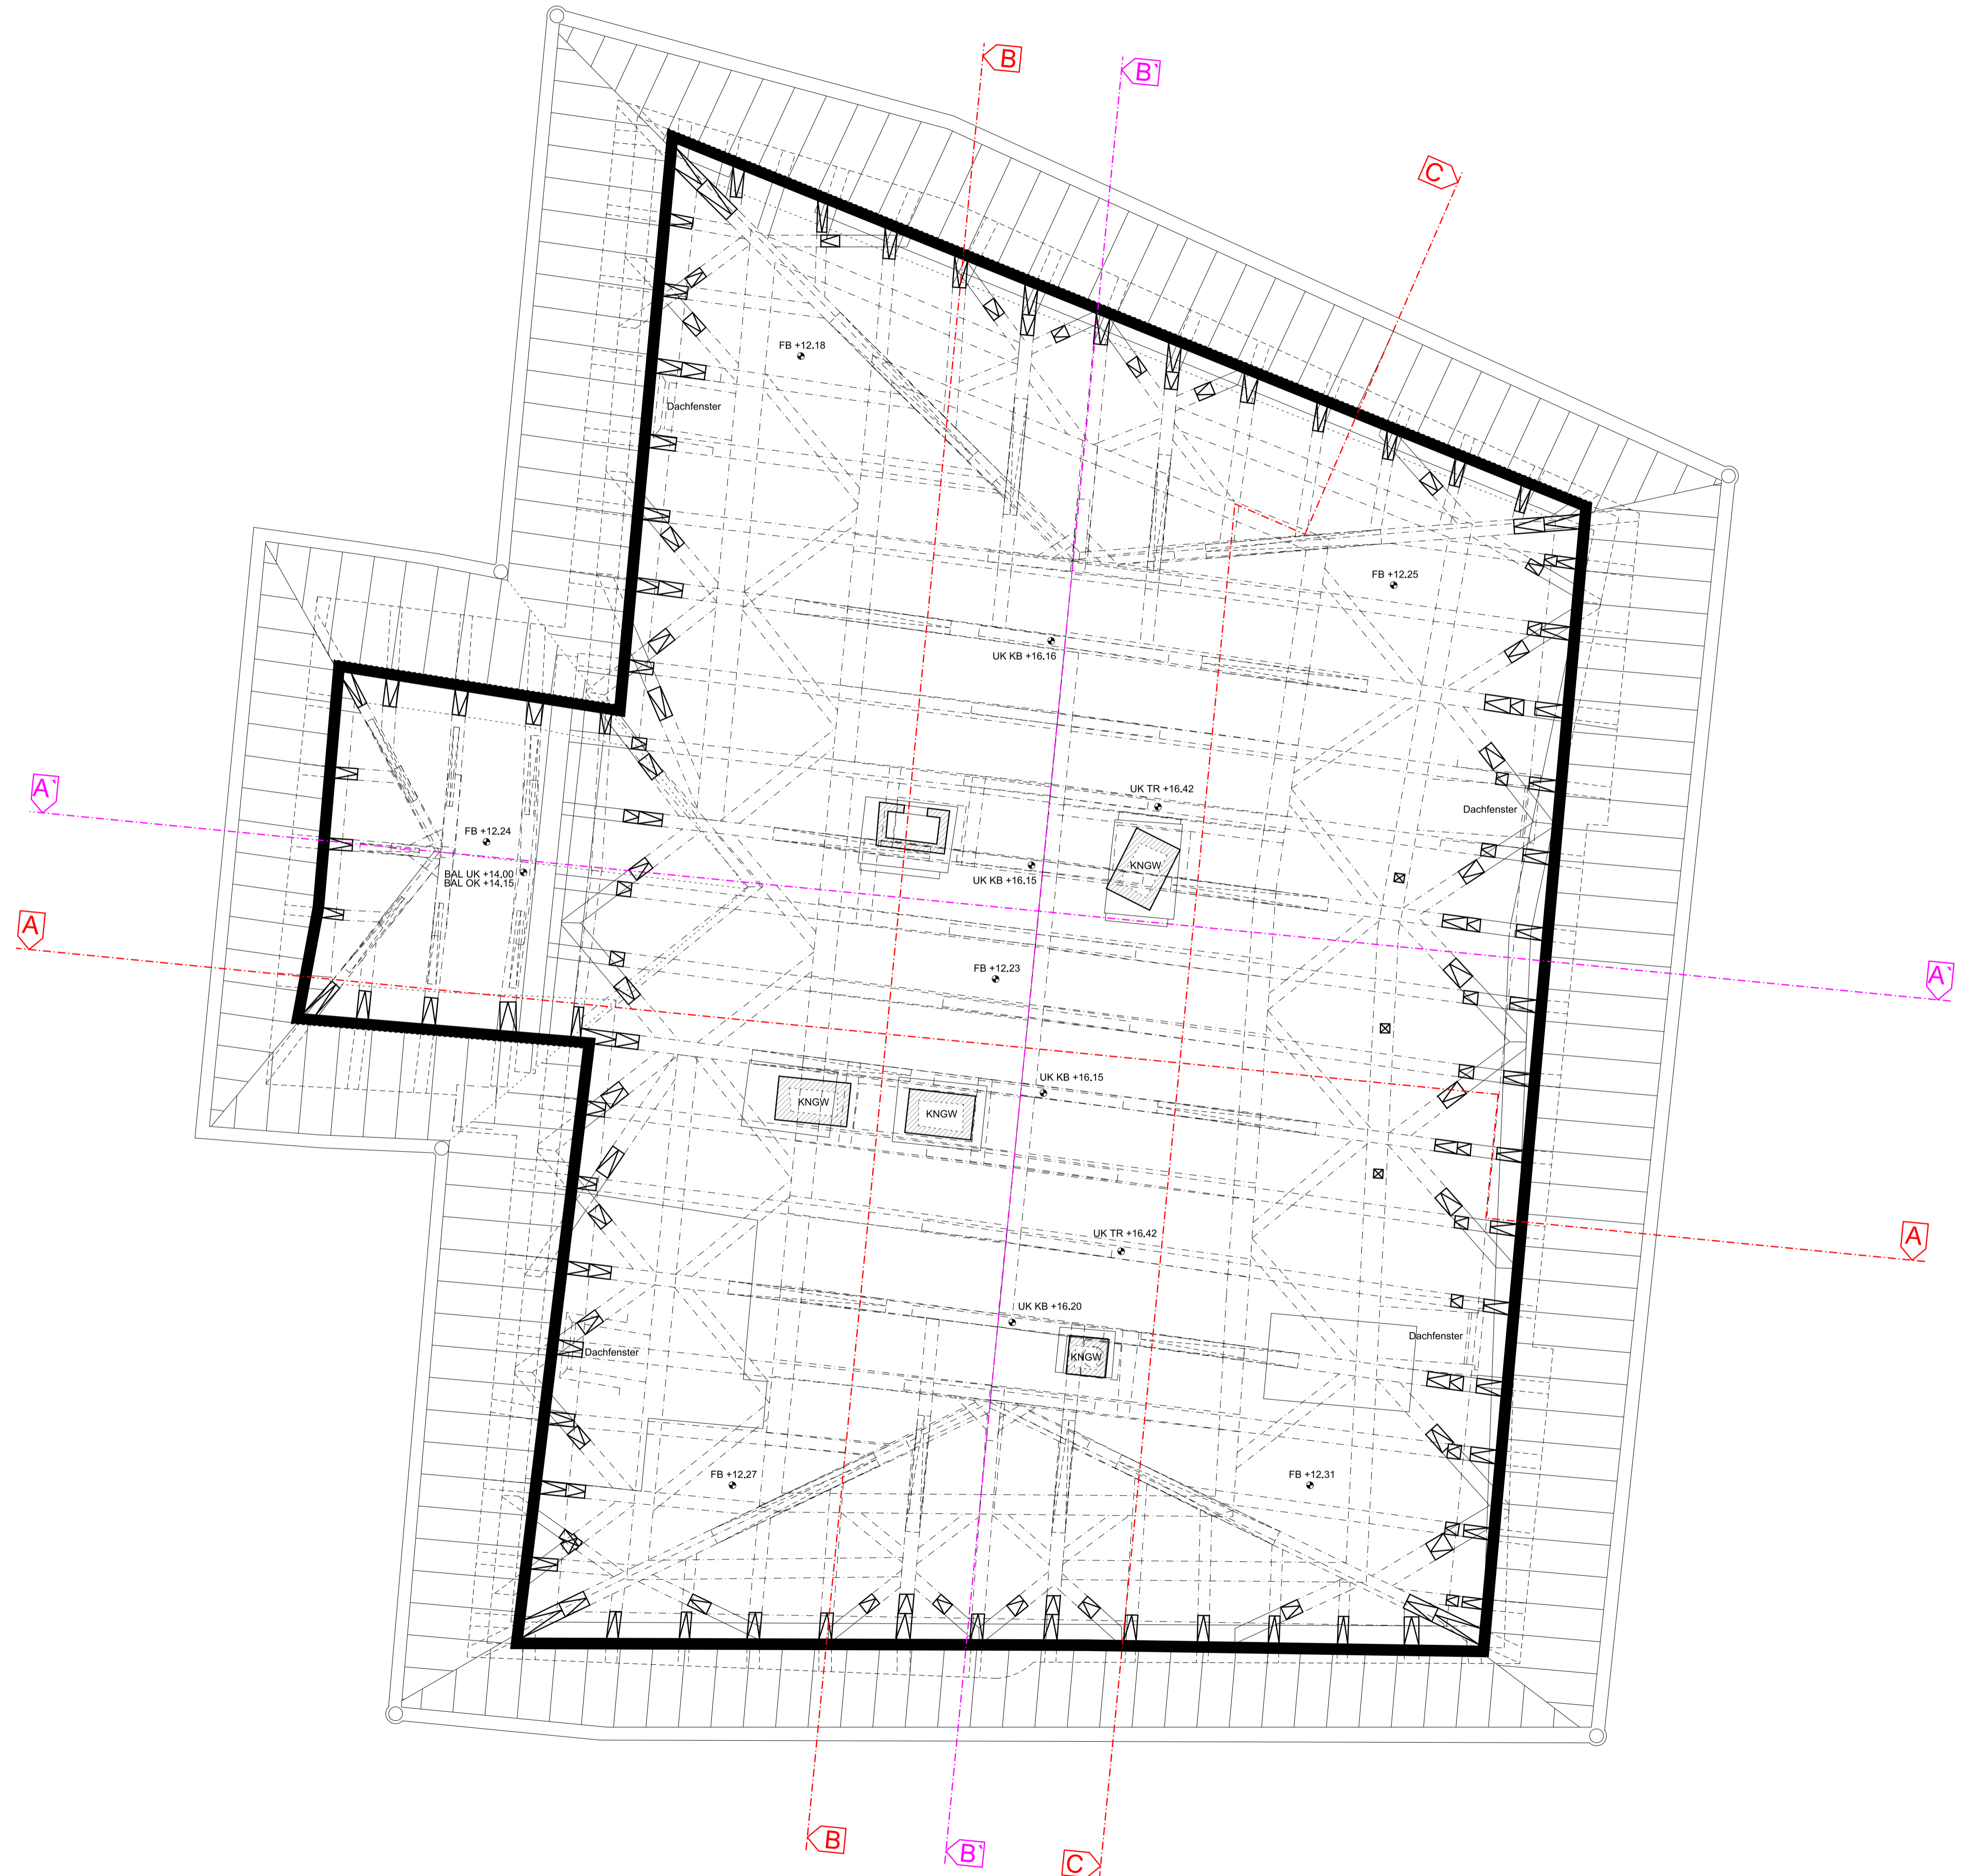 B
B`
C
FB +12.18
Dachfenster
FB +12.25
UK KB +16.16
A`
UK TR +16.42
Dachfenster
FB +12.24
KNGW
BAL UK +14.00
BAL OK +14.15
UK KB +16.15
A
FB +12.23
A`
UK KB +16.15
KNGW
KNGW
UK TR +16.42
A
UK KB +16.20
Dachfenster
Dachfenster
KNGW
FB +12.27
FB +12.31
B
B`
C